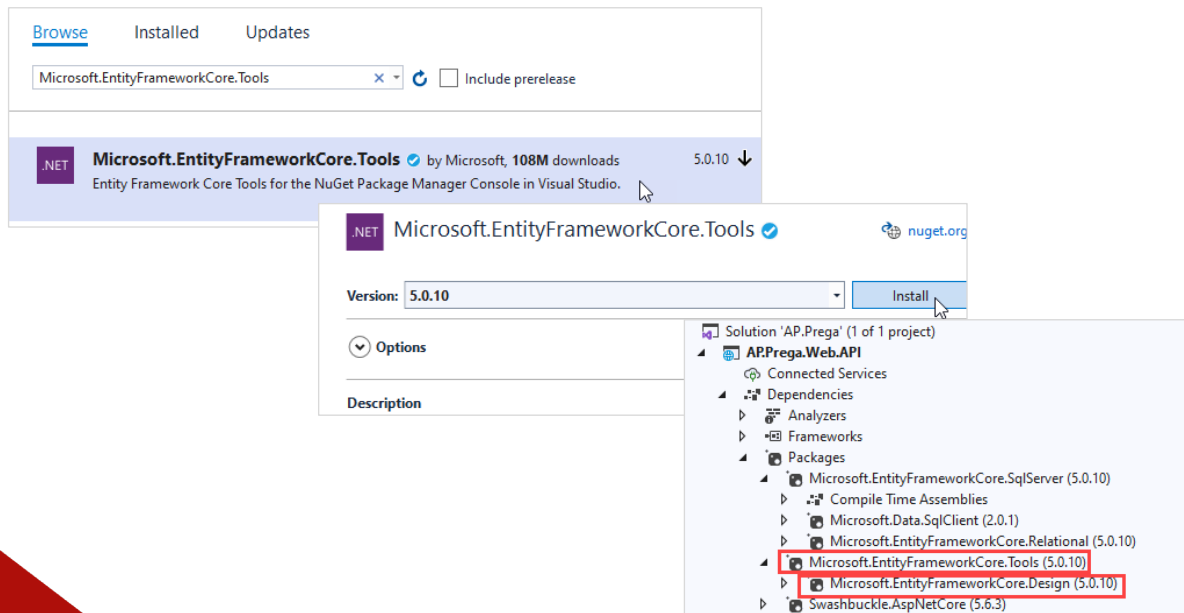 Browse Installed Updates
Microsoft.EntityFrameworkCore.Tools Include prerelease
.NET Microsoft.EntityFrameworkCore.Tools by Microsoft, 108M downloads 5.0.10
Entity Framework Core Tools for the NuGet Package Manager Console in Visual Studio.
.NET Microsoft.EntityFrameworkCore.Tools nuget.org
Version: 5.0.10 Install
Options
Description
Solution 'AP.Prega' (1 of 1 project)
AP.Prega.Web.API
Connected Services
Dependencies
Analyzers
Frameworks
Packages
Microsoft.EntityFrameworkCore.SqlServer (5.0.10)
Compile Time Assemblies
Microsoft.Data.SqlClient (2.0.1)
Microsoft.EntityFrameworkCore.Relational (5.0.10)
Microsoft.EntityFrameworkCore.Tools (5.0.10)
Microsoft.EntityFrameworkCore.Design (5.0.10)
Swashbuckle.AspNetCore (5.6.3)